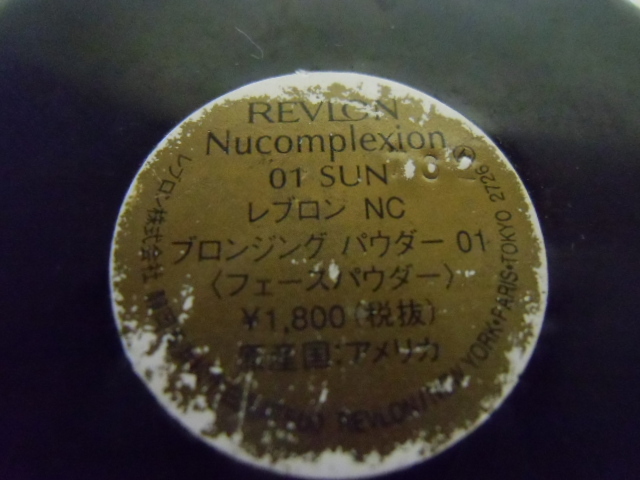 REVLON
Nucomplexion
01 SUN
レブロン NC
ブロンジング パウダー 01
〈フェースパウダー〉
¥1,800(税抜)
原産国:アメリカ
レブロン株式会社
REVLON/NEW YORK•PARIS•TOKYO 2726